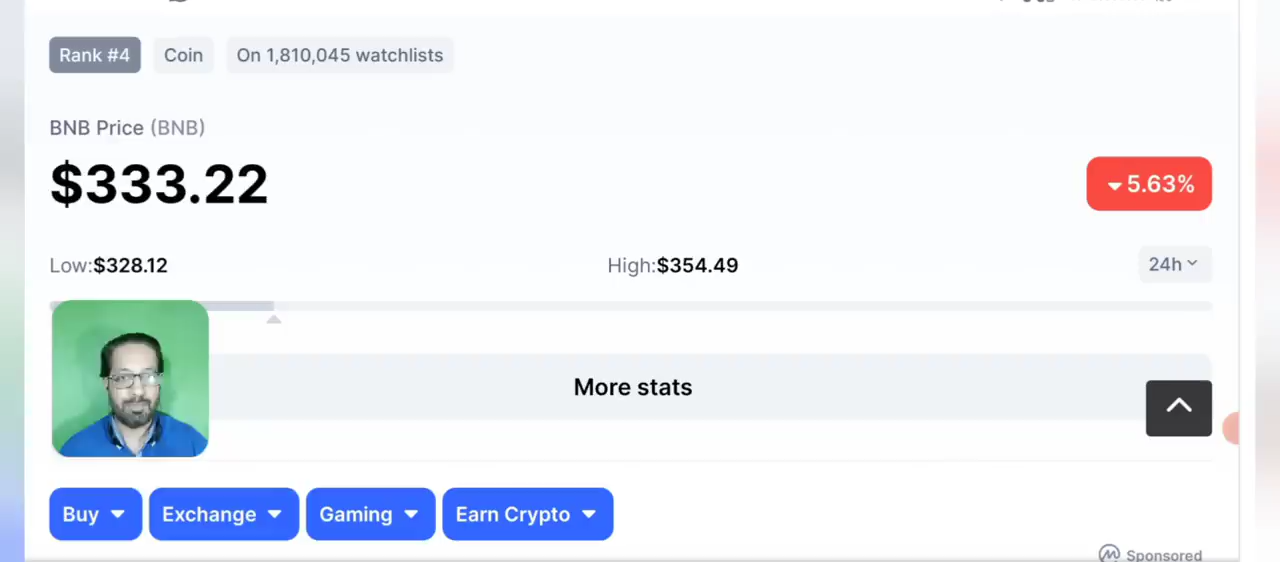 Rank #4 Coin On 1,810,045 watchlists
BNB Price (BNB)
$333.22 5.63%
Low:$328.12 High:$354.49 24h
More stats
Buy Exchange Gaming Earn Crypto
Sponsored